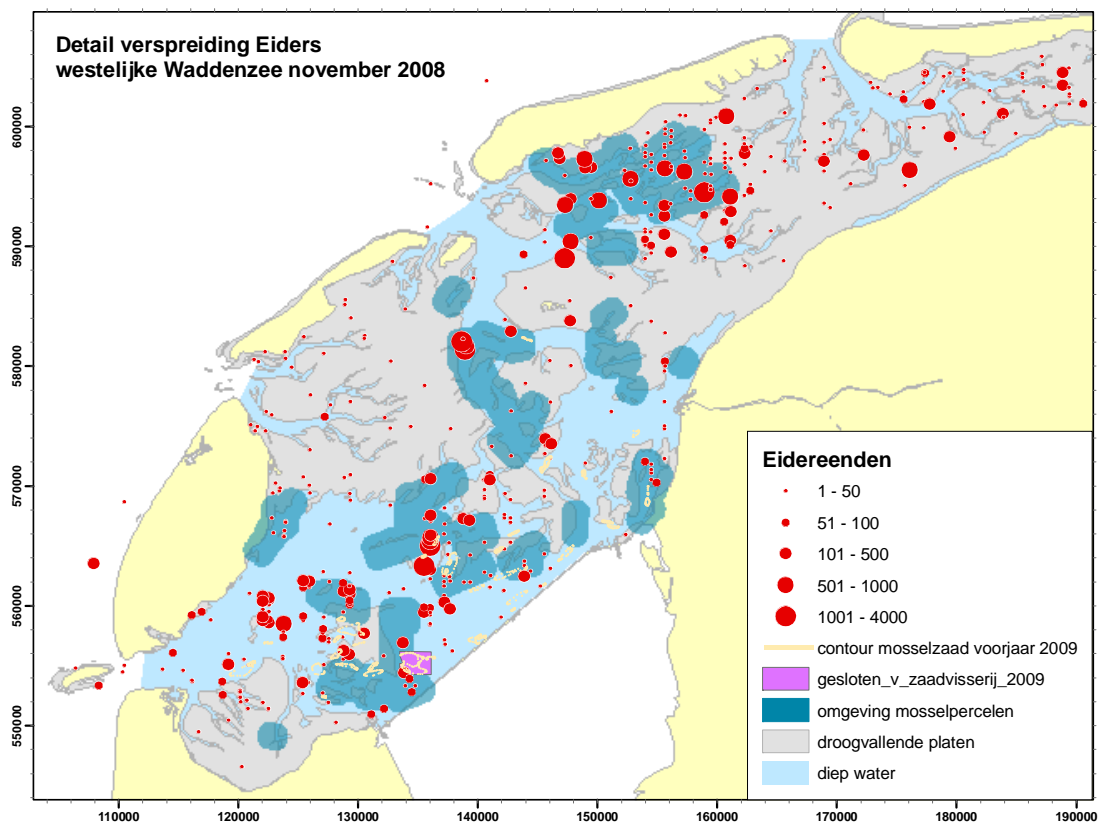 Detail verspreiding Eiders
westelijke Waddenzee november 2008
600000
590000
580000
570000
560000
550000
Eidereenden
1 - 50
51 - 100
101 - 500
501 - 1000
1001 - 4000
contour mosselzaad voorjaar 2009
gesloten_v_zaadvisserij_2009
omgeving mosselpercelen
droogvallende platen
diep water
110000 120000 130000 140000 150000 160000 170000 180000 190000